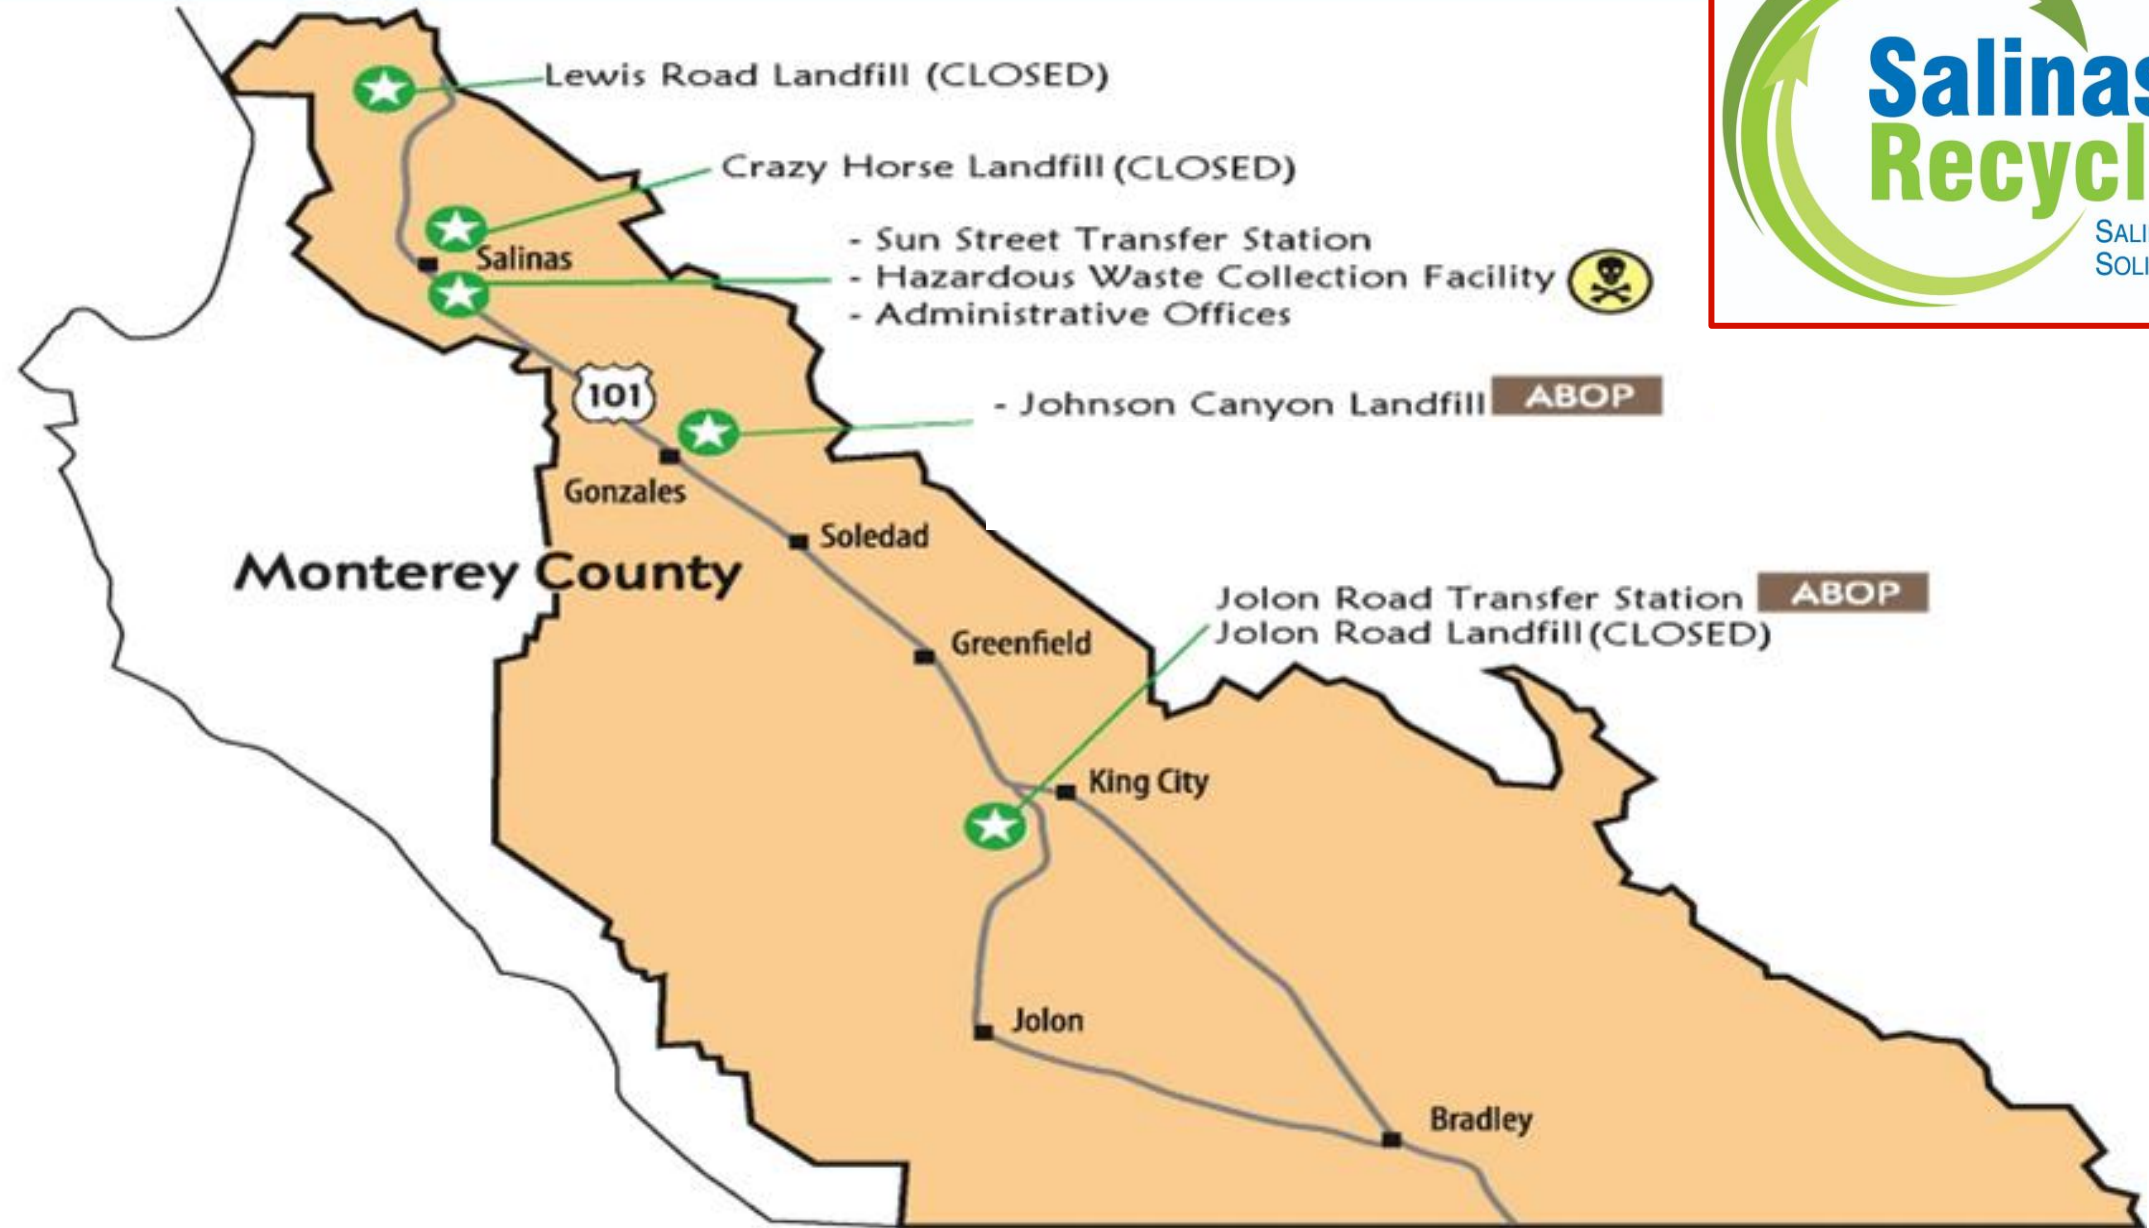 Lewis Road Landfill (CLOSED)
Crazy Horse Landfill (CLOSED)
- Sun Street Transfer Station
- Hazardous Waste Collection Facility
- Administrative Offices
Salinas
101
- Johnson Canyon Landfill ABOP
Gonzales
Soledad
Monterey County
Jolon Road Transfer Station ABOP
Jolon Road Landfill (CLOSED)
Greenfield
King City
Jolon
Bradley
Salinas